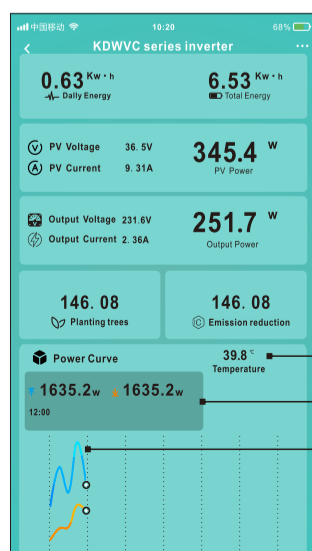 中国移动 10:20 68%
KDWVC series inverter
0.63 Kw·h 6.53 Kw·h
Daily Energy Total Energy
V PV Voltage 36. 5V
A PV Current 9. 31A
345.4 W
PV Power
Output Voltage 231.6V
Output Current 2. 36A
251.7 W
Output Power
146. 08 146. 08
Planting trees © Emission reduction
Power Curve 39.8 ℃
Temperature
1635.2w 1635.2w
12:00